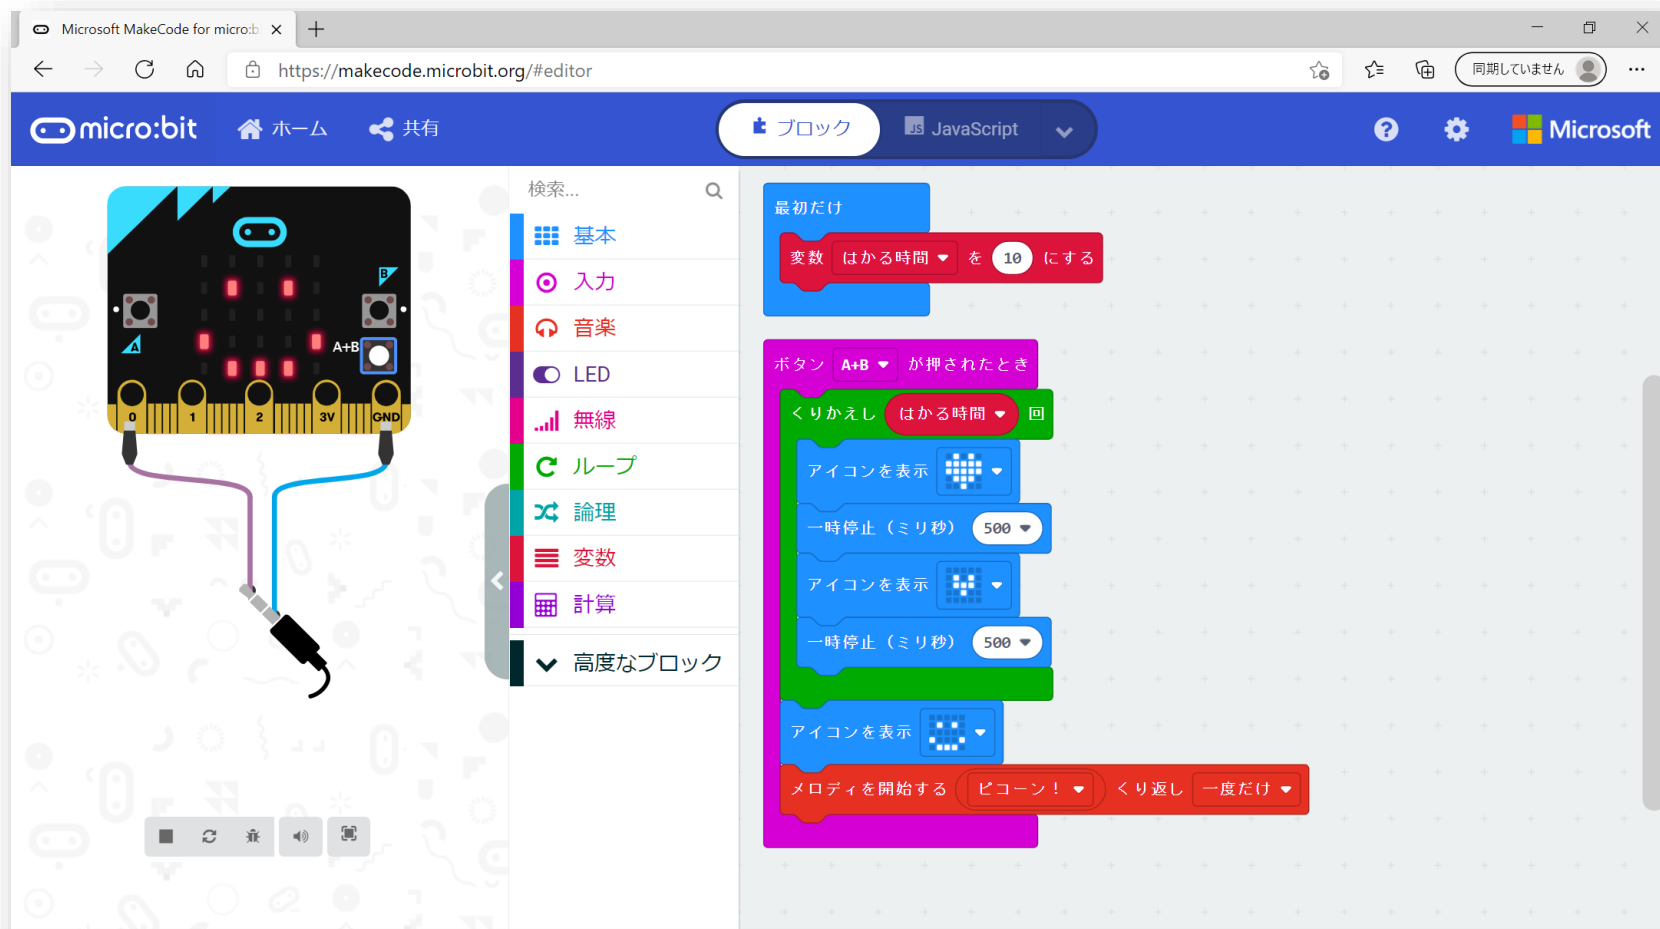 Microsoft MakeCode for micro:b
https://makecode.microbit.org/#editor
同期していません
micro:bit
ホーム
共有
ブロック
JS JavaScript
?
Microsoft
検索...
基本
入力
音楽
LED
無線
ループ
論理
変数
計算
高度なブロック
B
A
A+B
0 1 2 3V GND
最初だけ
変数 はかる時間 を 10 にする
ボタン A+B が押されたとき
くりかえし はかる時間 回
アイコンを表示
一時停止（ミリ秒） 500
アイコンを表示
一時停止（ミリ秒） 500
アイコンを表示
メロディを開始する ピコーン！ くり返し 一度だけ